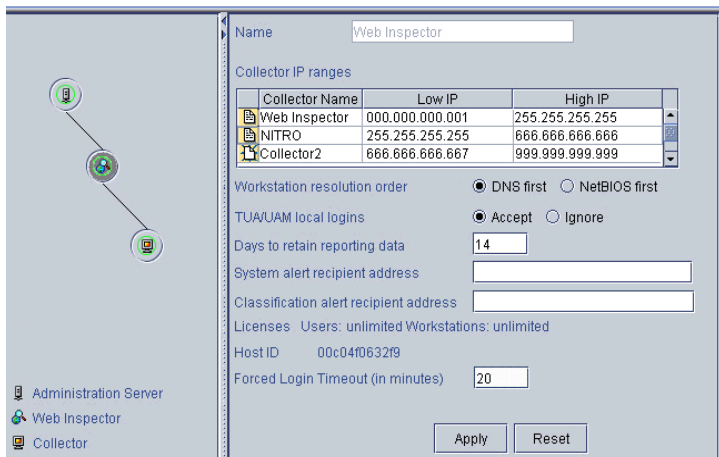 Name Web Inspector
Collector IP ranges
Collector Name Low IP High IP
Web Inspector 000.000.000.001 255.255.255.255
NITRO 255.255.255.255 666.666.666.666
Collector2 666.666.666.667 999.999.999.999
Workstation resolution order DNS first NetBIOS first
TUA/UAM local logins Accept Ignore
Days to retain reporting data 14
System alert recipient address
Classification alert recipient address
Licenses Users: unlimited Workstations: unlimited
Host ID 00c04f0632f9
Forced Login Timeout (in minutes) 20
Apply Reset
Administration Server
Web Inspector
Collector